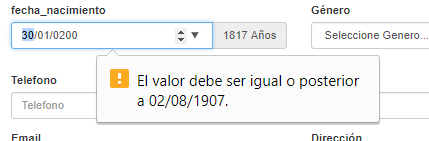 fecha_nacimiento
Género
30/01/0200
1817 Años
Seleccione Genero...
El valor debe ser igual o posterior
a 02/08/1907.
Telefono
Telefono
Email
Dirección